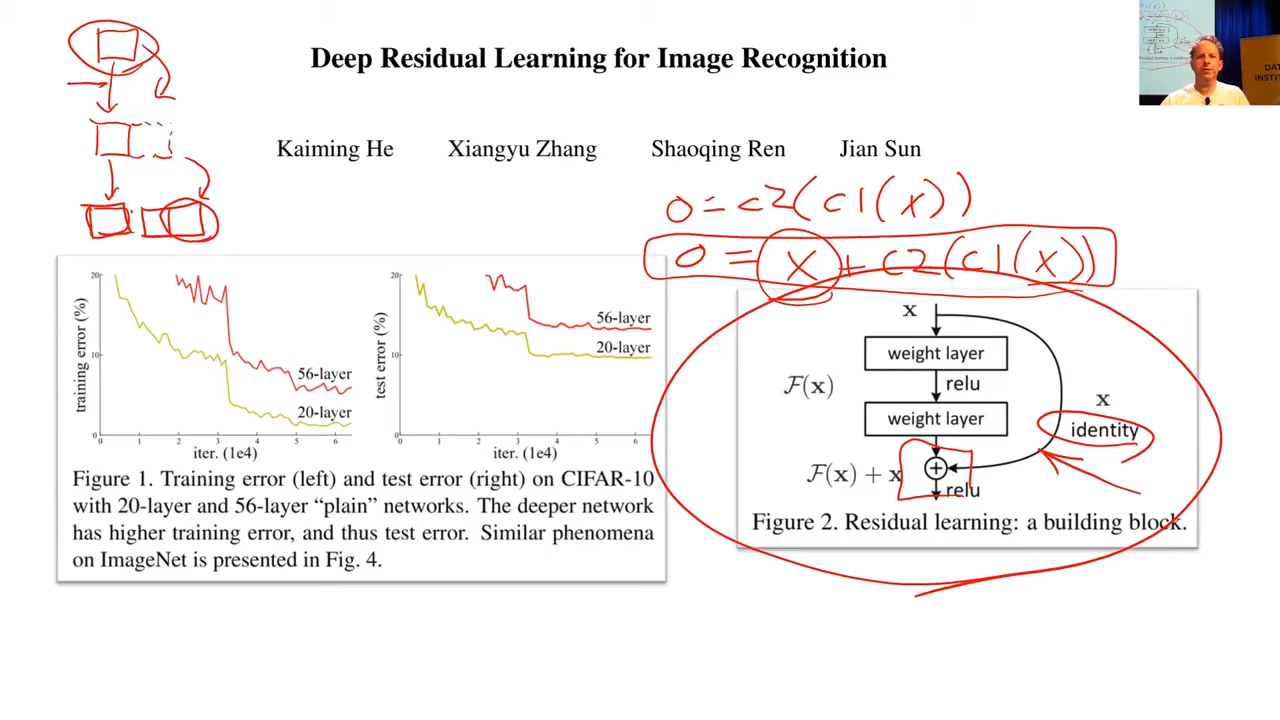 Deep Residual Learning for Image Recognition
Kaiming He Xiangyu Zhang Shaoqing Ren Jian Sun
O = C2(C1(X))
O = X + C2(C1(X))
20
10
0
training error (%)
0 1 2 3 4 5 6
iter. (1e4)
56-layer
20-layer
20
10
0
test error (%)
0 1 2 3 4 5 6
iter. (1e4)
56-layer
20-layer
Figure 1. Training error (left) and test error (right) on CIFAR-10
with 20-layer and 56-layer “plain” networks. The deeper network
has higher training error, and thus test error. Similar phenomena
on ImageNet is presented in Fig. 4.
x
weight layer
F(x)
relu
weight layer
x
identity
F(x) + x
+
relu
Figure 2. Residual learning: a building block.